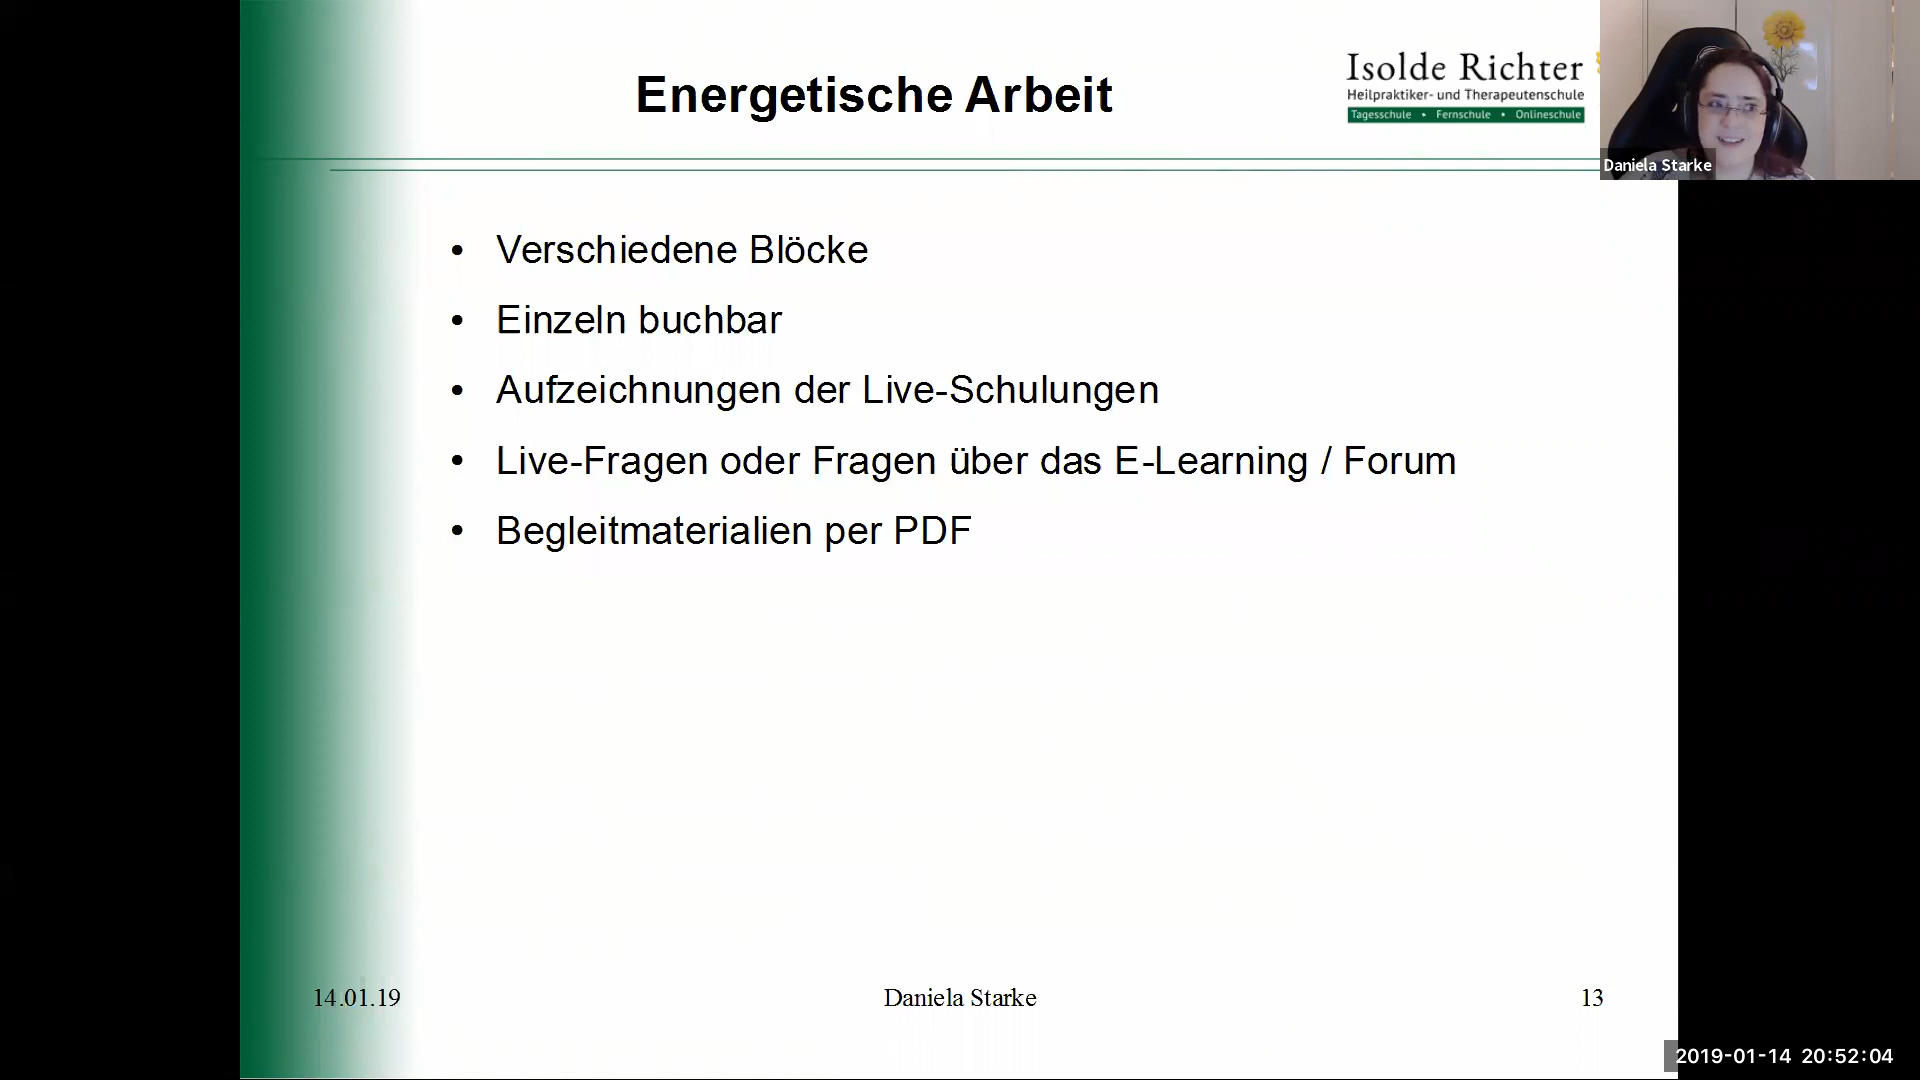 Energetische Arbeit
Isolde Richter
Heilpraktiker- und Therapeutenschule
Tagesschule • Fernschule • Onlineschule
Daniela Starke
• Verschiedene Blöcke
• Einzeln buchbar
• Aufzeichnungen der Live-Schulungen
• Live-Fragen oder Fragen über das E-Learning / Forum
• Begleitmaterialien per PDF
14.01.19
Daniela Starke
13
2019-01-14 20:52:04